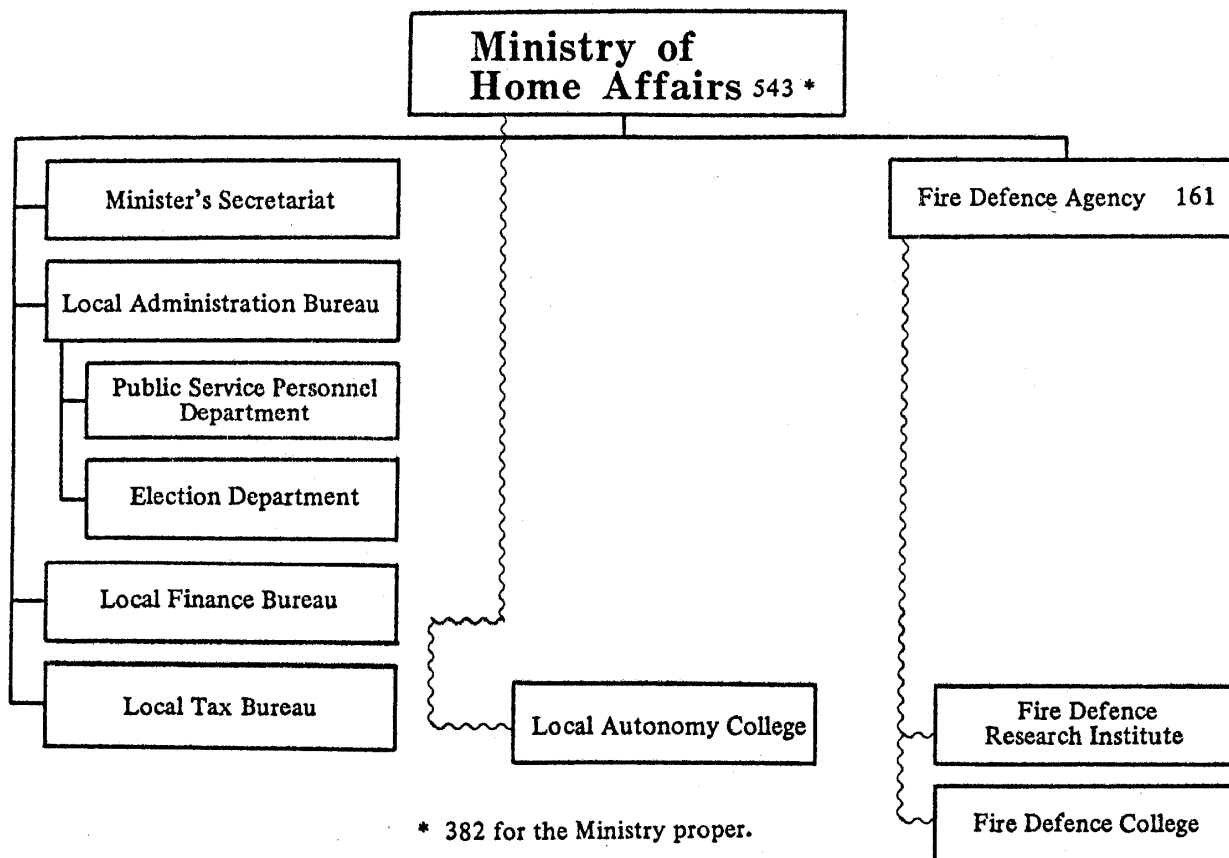 Ministry of
Home Affairs 543 *
Minister's Secretariat
Fire Defence Agency 161
Local Administration Bureau
Public Service Personnel
Department
Election Department
Local Finance Bureau
Local Tax Bureau
Local Autonomy College
Fire Defence
Research Institute
Fire Defence College
* 382 for the Ministry proper.